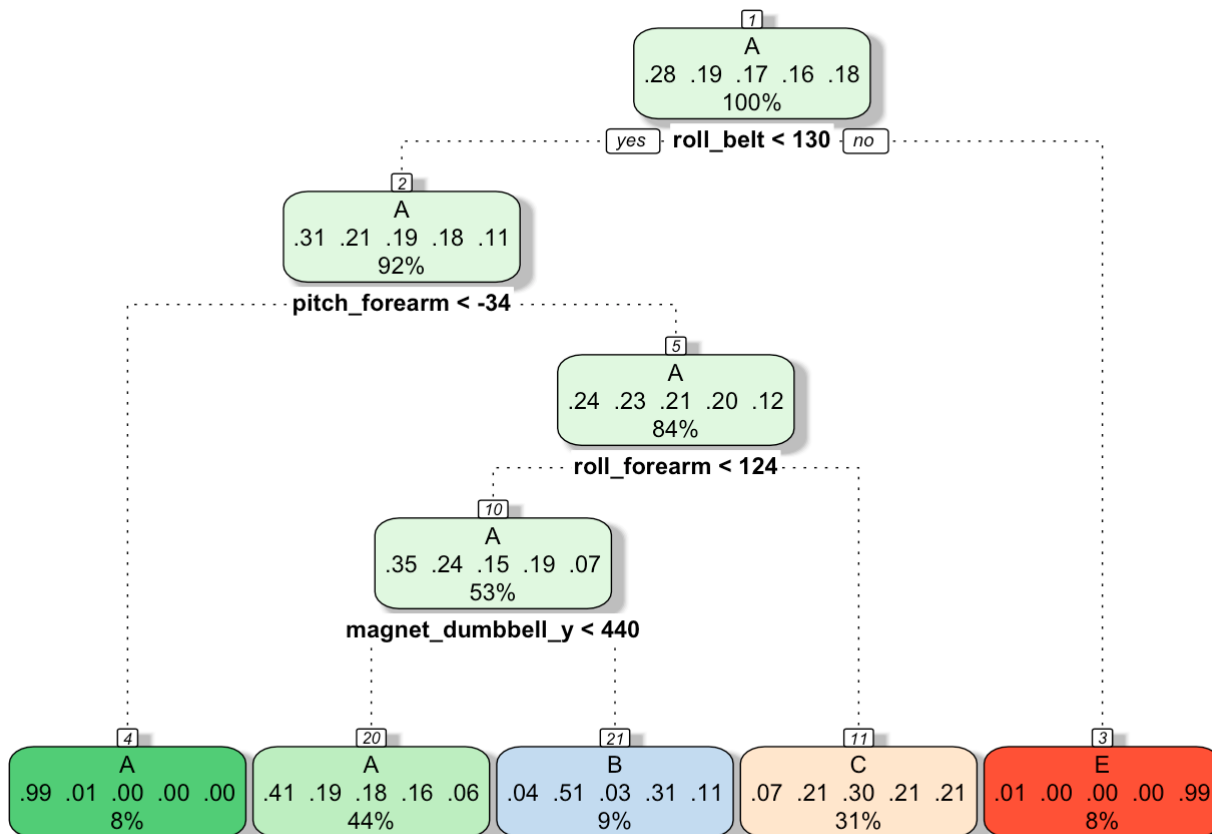 1
A
.28 .19 .17 .16 .18
100%
yes roll_belt < 130 no
2
A
.31 .21 .19 .18 .11
92%
pitch_forearm < -34
5
A
.24 .23 .21 .20 .12
84%
roll_forearm < 124
10
A
.35 .24 .15 .19 .07
53%
magnet_dumbbell_y < 440
4
A
.99 .01 .00 .00 .00
8%
20
A
.41 .19 .18 .16 .06
44%
21
B
.04 .51 .03 .31 .11
9%
11
C
.07 .21 .30 .21 .21
31%
3
E
.01 .00 .00 .00 .99
8%